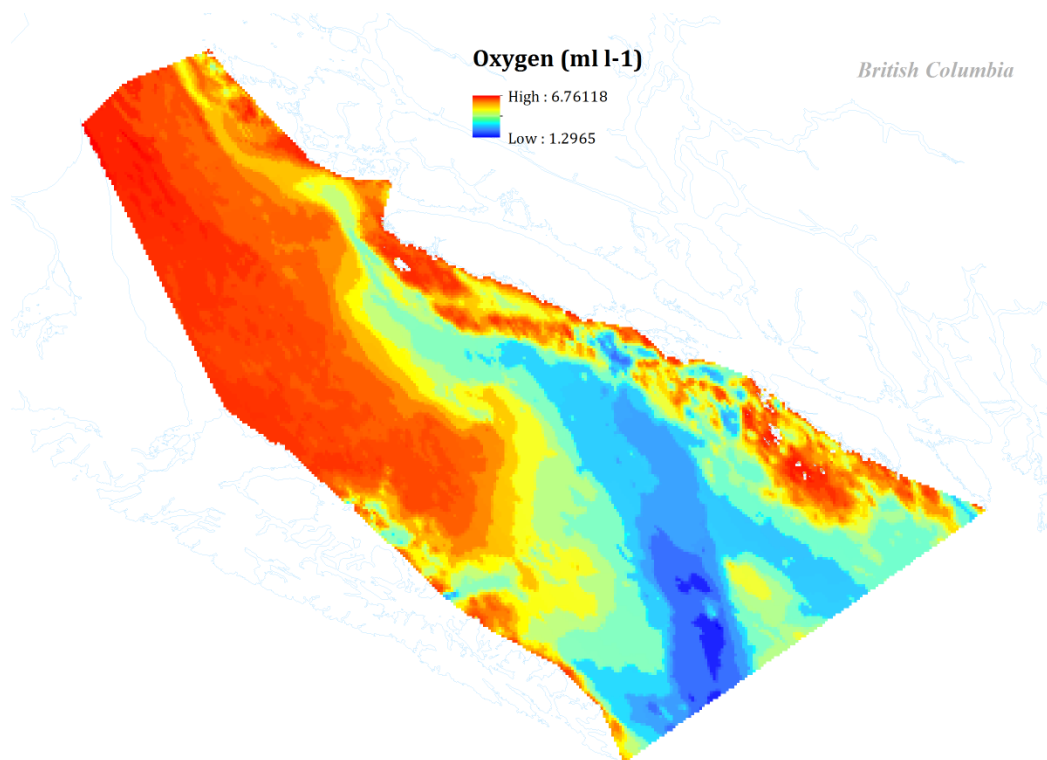 Oxygen (ml l-1)
High : 6.76118
Low : 1.2965
British Columbia